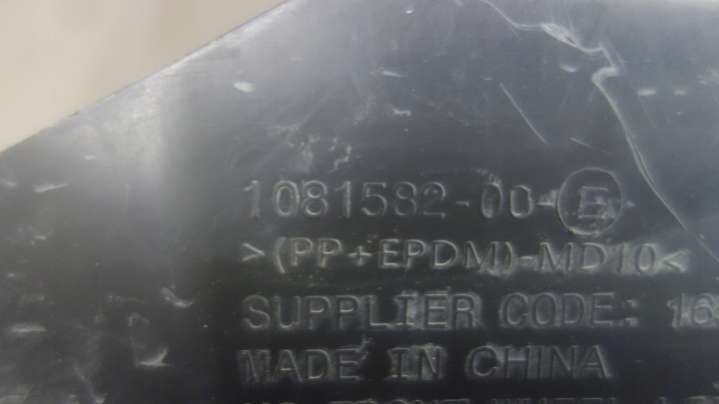 1081582-00-E
>(PP+EPDM)-MD10<
SUPPLIER CODE: 16
MADE IN CHINA